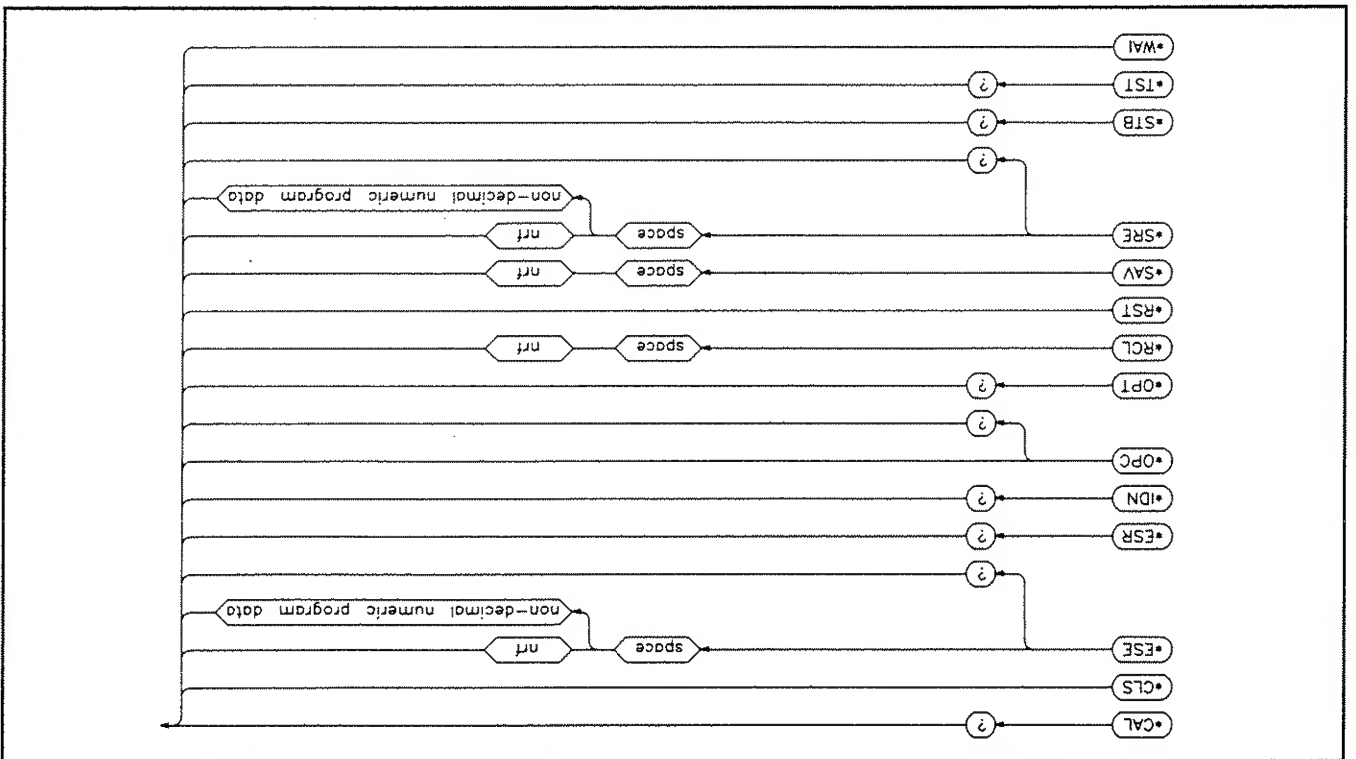 *CAL ?
*CLS
*ESE space nrf
non-decimal numeric program data
?
*ESR ?
*IDN ?
*OPC
?
*OPT ?
*RCL space nrf
*RST
*SAV space nrf
*SRE space nrf
non-decimal numeric program data
?
*STB ?
*TST ?
*WAI